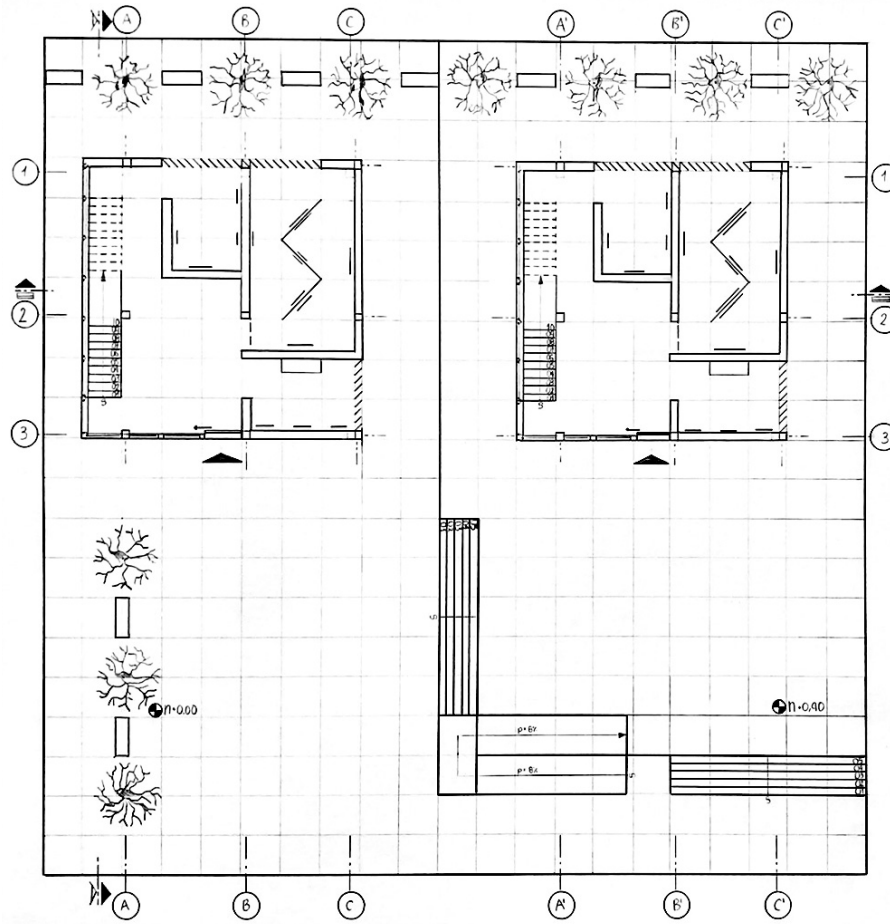 A B C A' B' C'
1 1
2 2
3 3
S S
n+0.00 n+0.40
S
p=8%
p=8% S
S
A B C A' B' C'